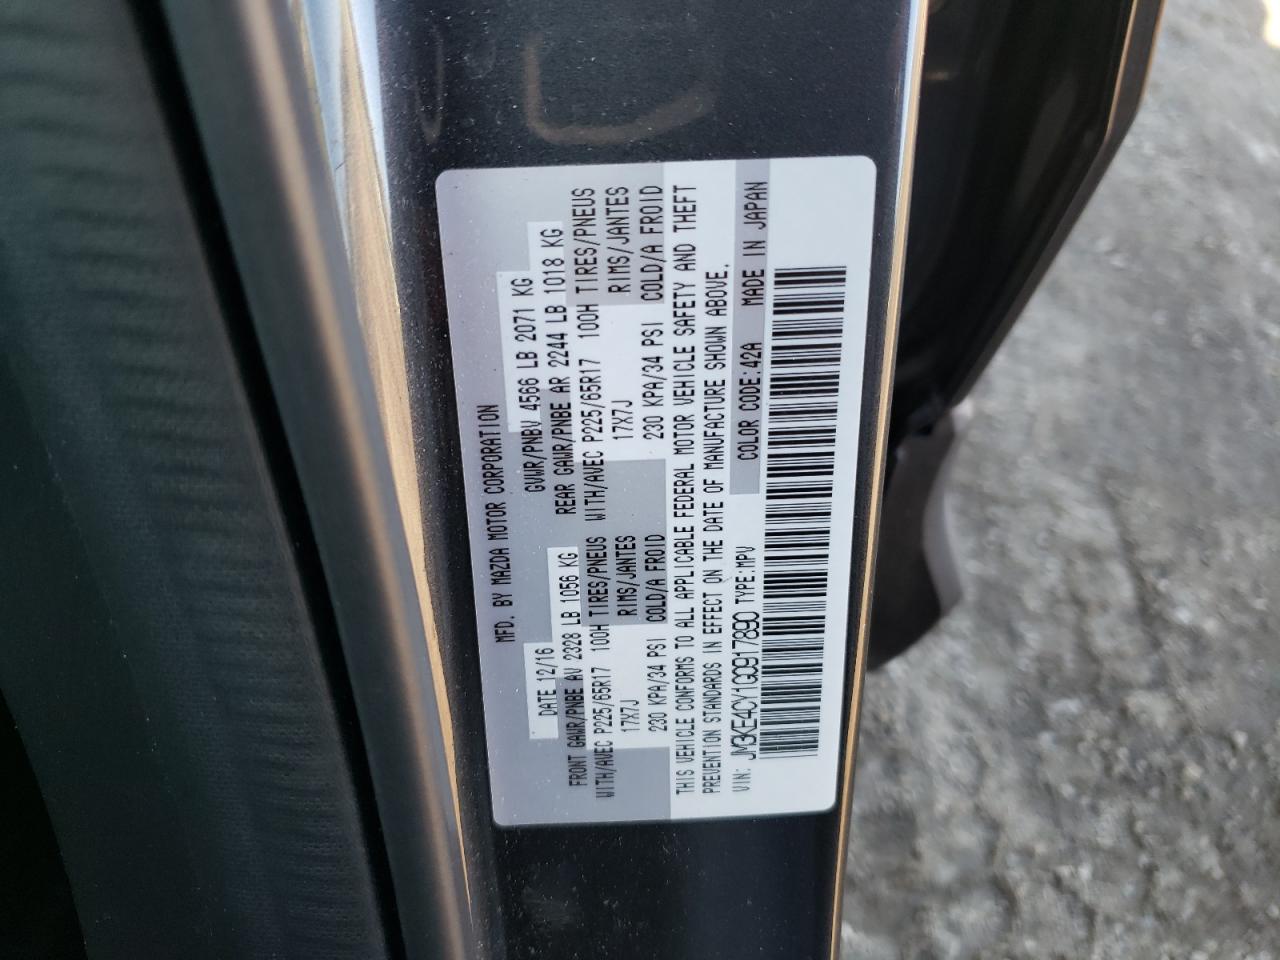 MFD. BY MAZDA MOTOR CORPORATION
DATE 12/16 GVWR/PNBV 4566 LB 2071 KG
FRONT GAWR/PNBE AV 2328 LB 1056 KG REAR GAWR/PNBE AR 2244 LB 1018 KG
WITH/AVEC P225/65R17 100H TIRES/PNEUS WITH/AVEC P225/65R17 100H TIRES/PNEUS
17X7J RIMS/JANTES 17X7J RIMS/JANTES
230 KPA/34 PSI COLD/A FROID 230 KPA/34 PSI COLD/A FROID
THIS VEHICLE CONFORMS TO ALL APPLICABLE FEDERAL MOTOR VEHICLE SAFETY AND THEFT
PREVENTION STANDARDS IN EFFECT ON THE DATE OF MANUFACTURE SHOWN ABOVE.
VIN: JM3KE4CY1G0917890 TYPE:MPV COLOR CODE:42A MADE IN JAPAN